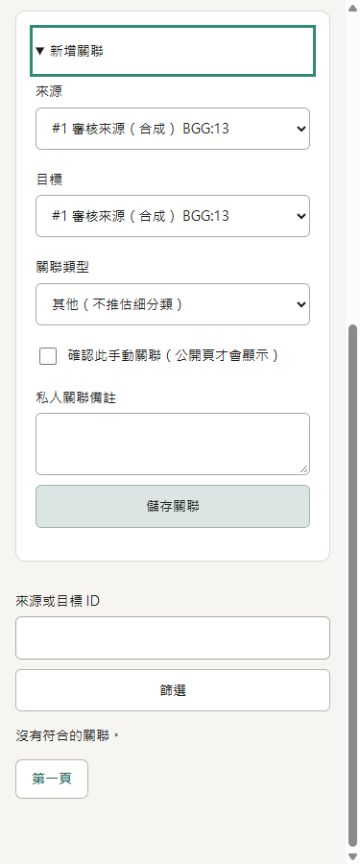 ▼ 新增關聯
來源
#1 審核來源（合成） BGG:13
目標
#1 審核來源（合成） BGG:13
關聯類型
其他（不推估細分類）
確認此手動關聯（公開頁才會顯示）
私人關聯備註
儲存關聯
來源或目標 ID
篩選
沒有符合的關聯。
第一頁